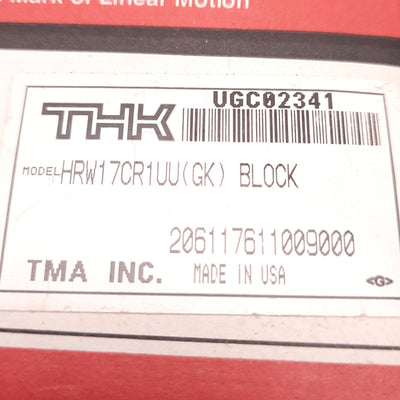 Mark of Linear Motion
UGC02341
THK
MODEL HRW17CR1UU(GK) BLOCK
206117611009000
TMA INC. MADE IN USA
<G>